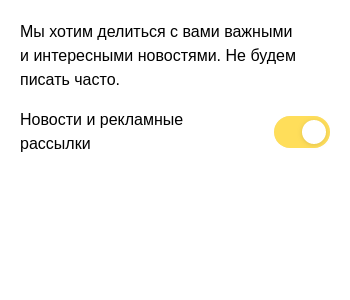 Мы хотим делиться с вами важными
и интересными новостями. Не будем
писать часто.
Новости и рекламные
рассылки